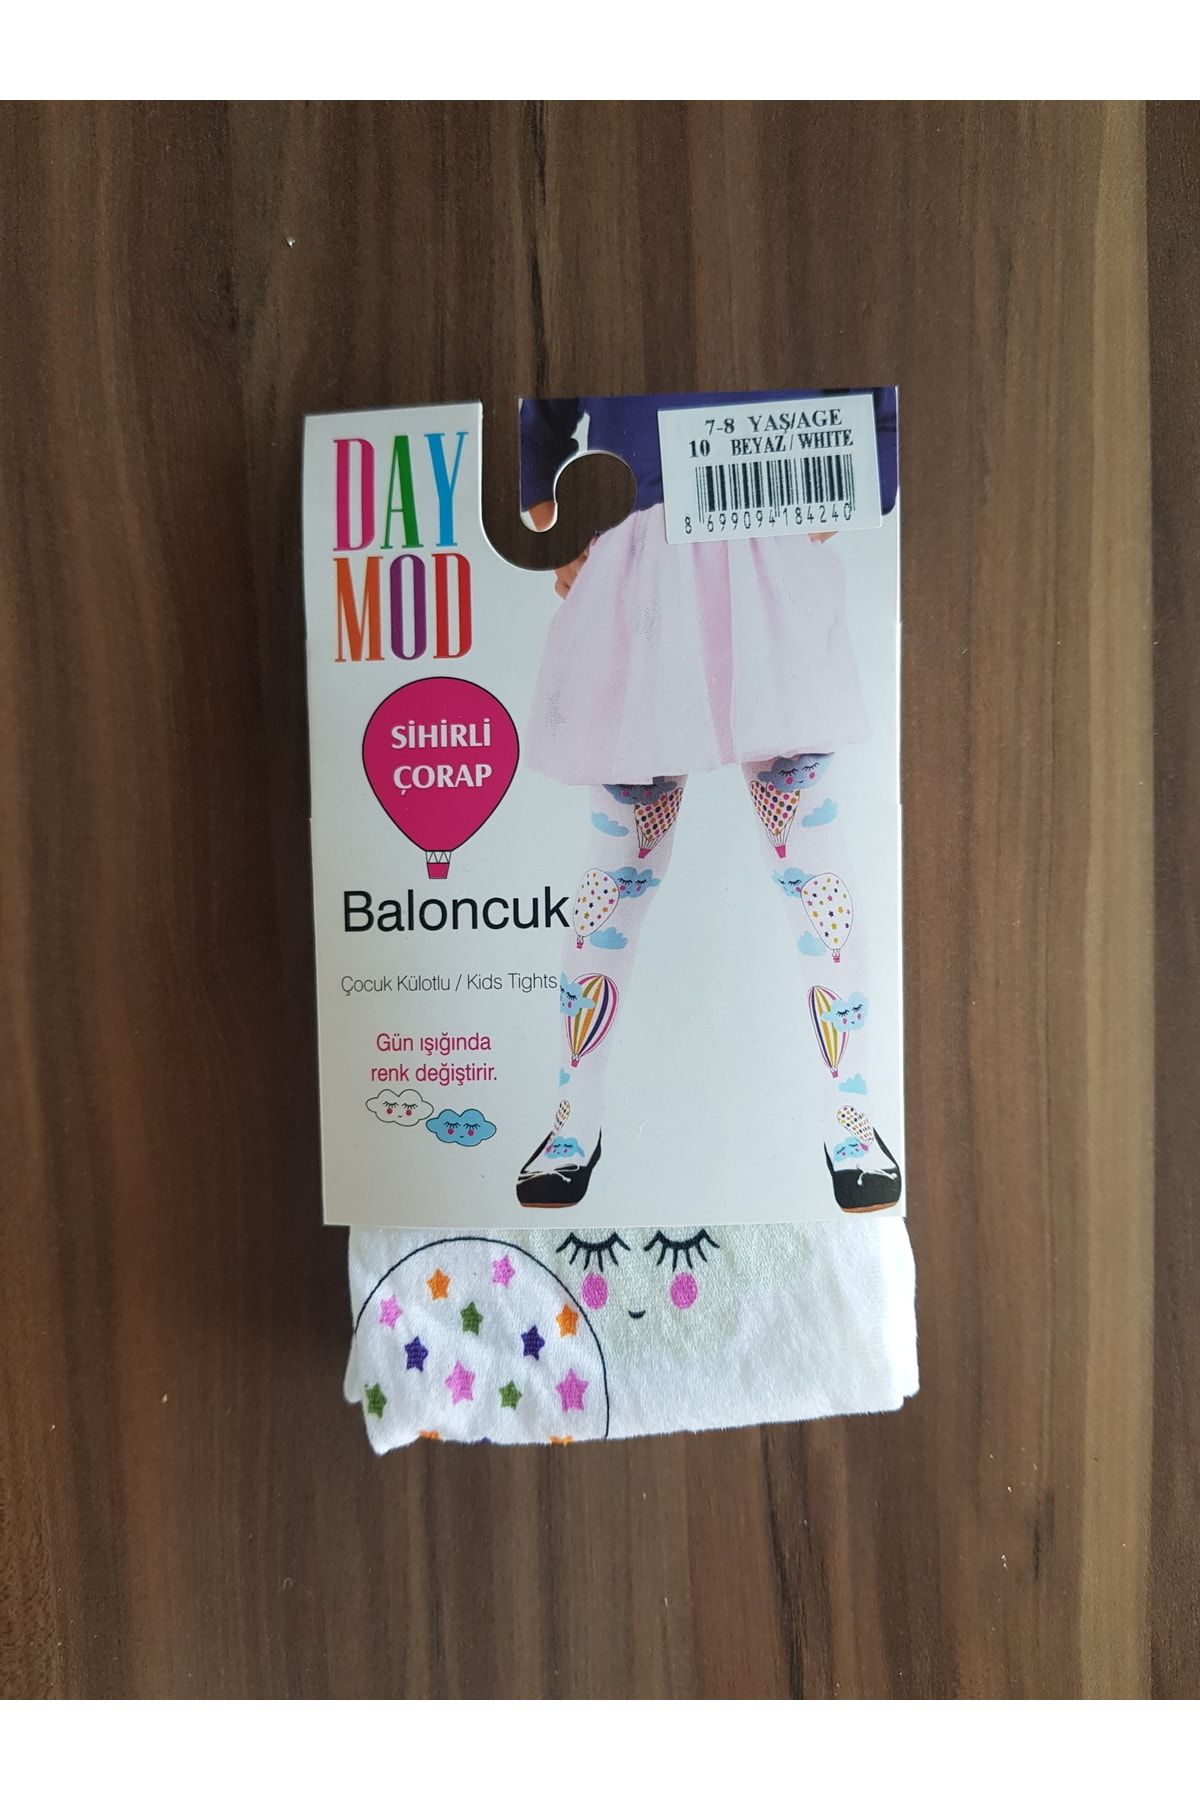 DAY
MOD
7-8 YAŞ/AGE
10 BEYAZ / WHITE
8 699094 184240
SİHİRLİ
ÇORAP
Baloncuk
Çocuk Külotlu / Kids Tights
Gün ışığında
renk değiştirir.